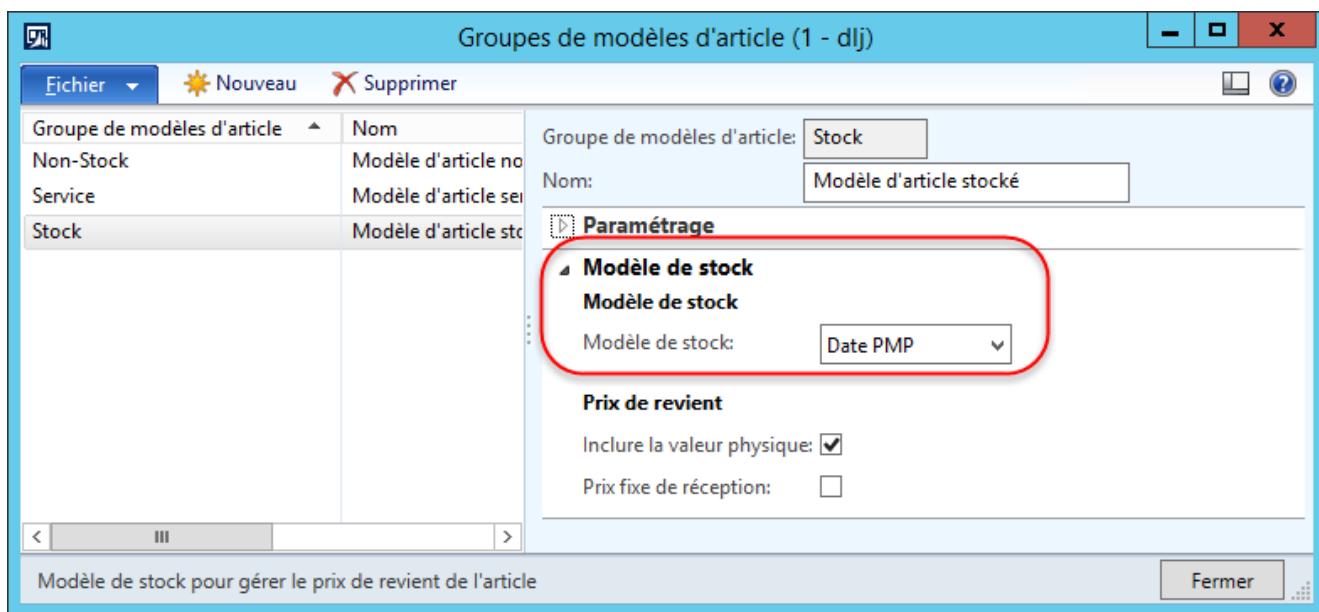 Groupes de modèles d'article (1 - dlj)
Fichier Nouveau Supprimer
Groupe de modèles d'article Nom
Non-Stock Modèle d'article no
Service Modèle d'article ser
Stock Modèle d'article sto
Groupe de modèles d'article: Stock
Nom: Modèle d'article stocké
Paramétrage
Modèle de stock
Modèle de stock
Modèle de stock: Date PMP
Prix de revient
Inclure la valeur physique:
Prix fixe de réception:
Modèle de stock pour gérer le prix de revient de l'article
Fermer